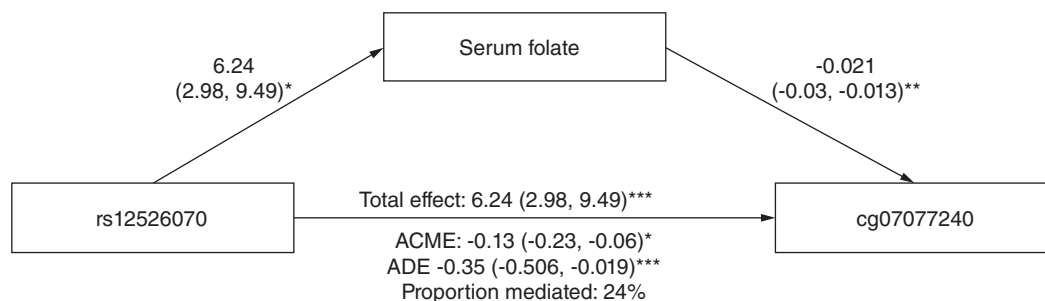 Serum folate
6.24
(2.98, 9.49)*
-0.021
(-0.03, -0.013)**
rs12526070
Total effect: 6.24 (2.98, 9.49)***
cg07077240
ACME: -0.13 (-0.23, -0.06)*
ADE -0.35 (-0.506, -0.019)***
Proportion mediated: 24%